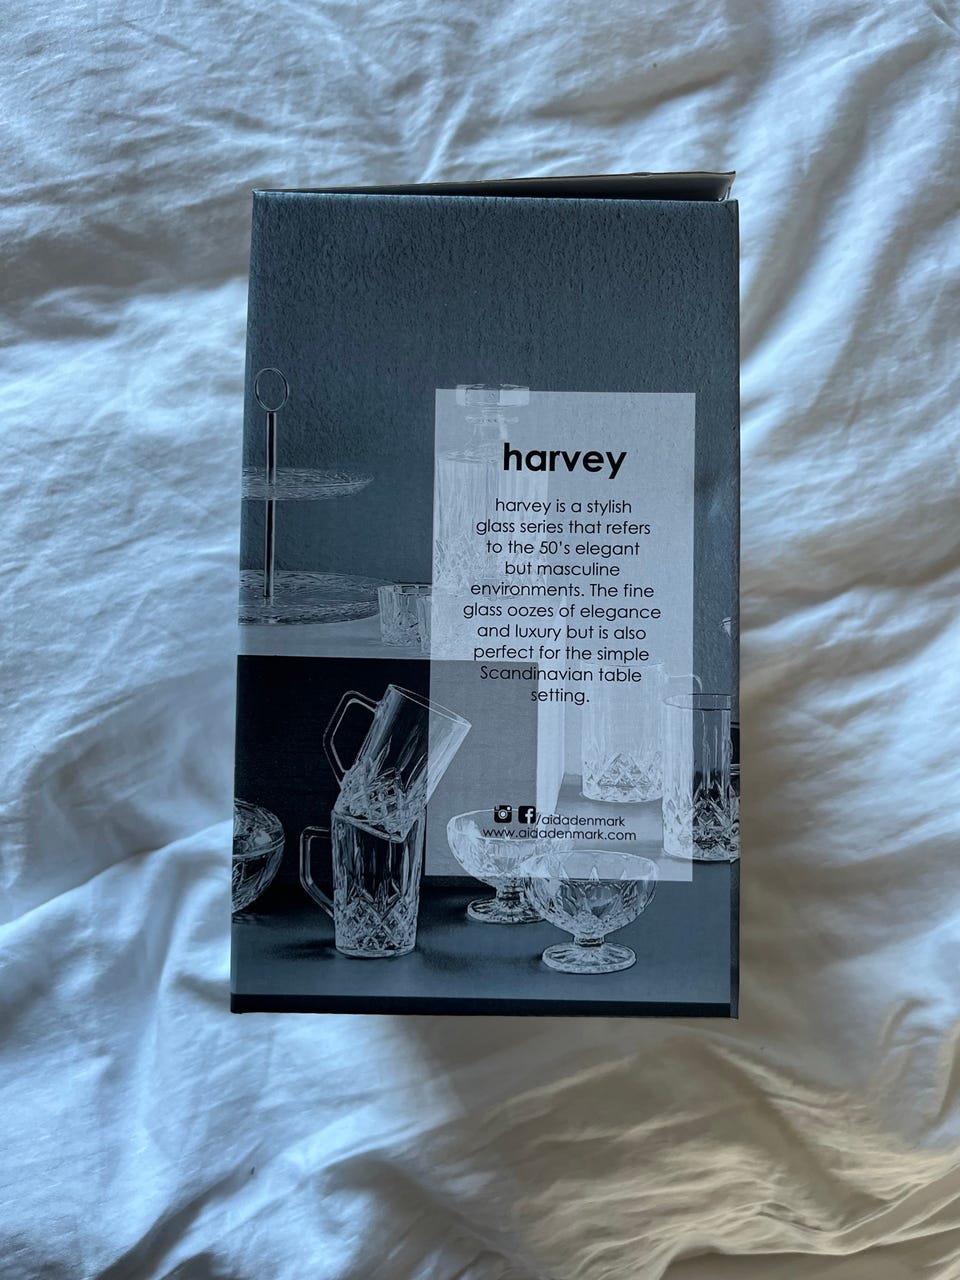 harvey
harvey is a stylish
glass series that refers
to the 50's elegant
but masculine
environments. The fine
glass oozes of elegance
and luxury but is also
perfect for the simple
Scandinavian table
setting.
/aidadenmark
www.aidadenmark.com